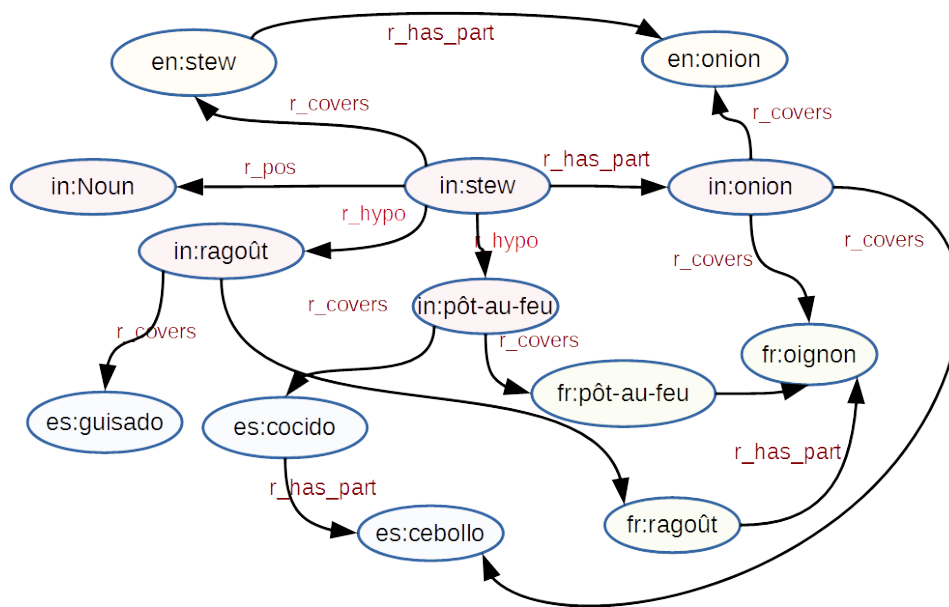 r_has_part
en:stew
en:onion
r_covers
r_covers
r_has_part
r_pos
in:Noun
in:stew
in:onion
r_hypo
r_hypo
r_covers
in:ragoût
r_covers
r_covers
in:pôt-au-feu
r_covers
r_covers
fr:oignon
fr:pôt-au-feu
es:guisado
es:cocido
r_has_part
r_has_part
es:cebollo
fr:ragoût